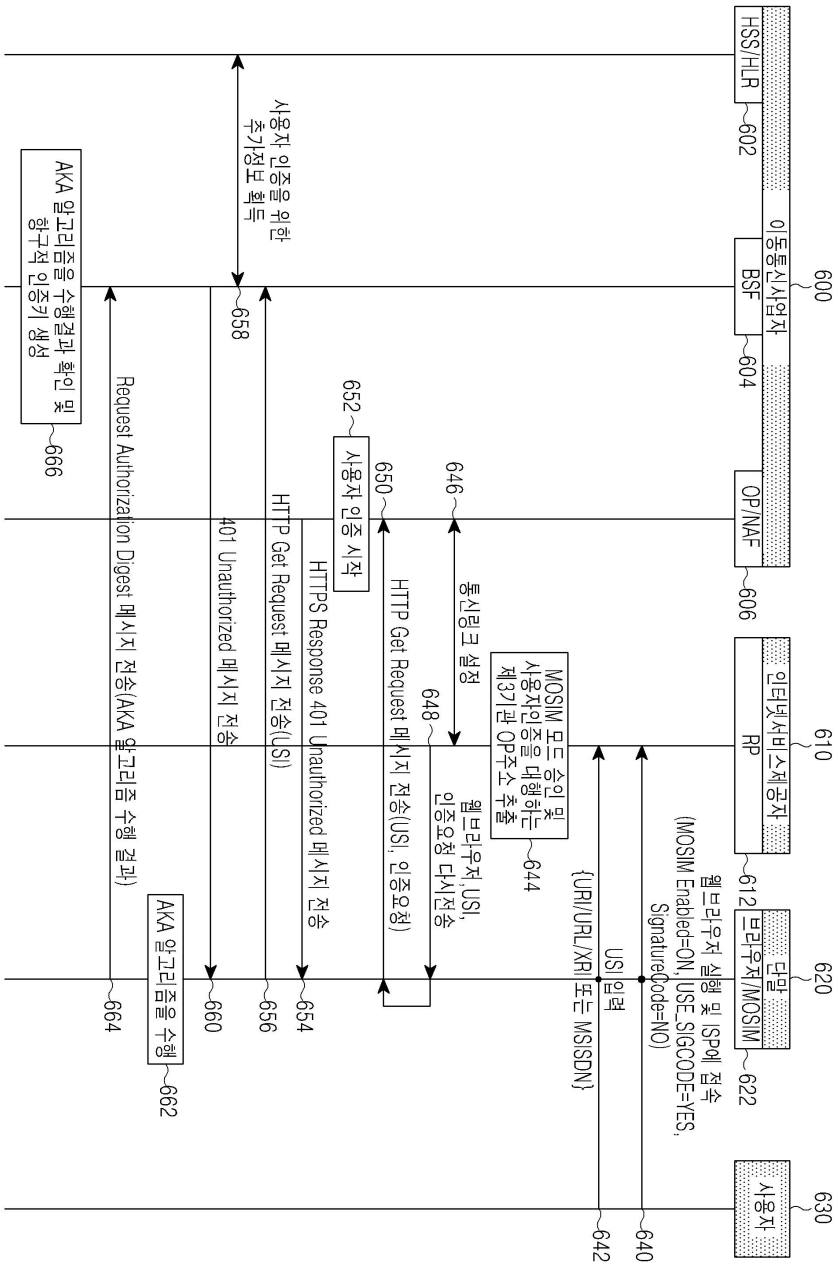 600
610
620
630
이동통신사업자
인터넷서비스제공자
단말
사용자
HSS/HLR
BSF
OP/NAF
RP
브라우저/MOSIM
602
604
606
612
622
웹브라우저 실행 및 ISP에 접속
(MOSIM Enabled=ON, USE_SIGCODE=YES,
SignatureCode=NO)
640
USI 입력
{URI/URL/XRI 또는 MSISDN}
642
MOSIM 모드 승인 및
사용자인증을 대행하는
제3기관 OP주소 추출
644
646
통신링크 설정
648
웹브라우저,USI,
인증요청 다시전송
650
HTTP Get Request 메시지 전송(USI, 인증요청)
652
사용자 인증 시작
HTTPS Response 401 Unauthorized 메시지 전송
654
HTTP Get Request 메시지 전송(USI)
656
사용자 인증을 위한
추가정보 획득
658
401 Unauthorized 메시지 전송
660
AKA 알고리즘을 수행
662
Request Authorization Digest 메시지 전송(AKA 알고리즘 수행 결과)
664
AKA 알고리즘을 수행결과 확인 및
항구적 인증키 생성
666